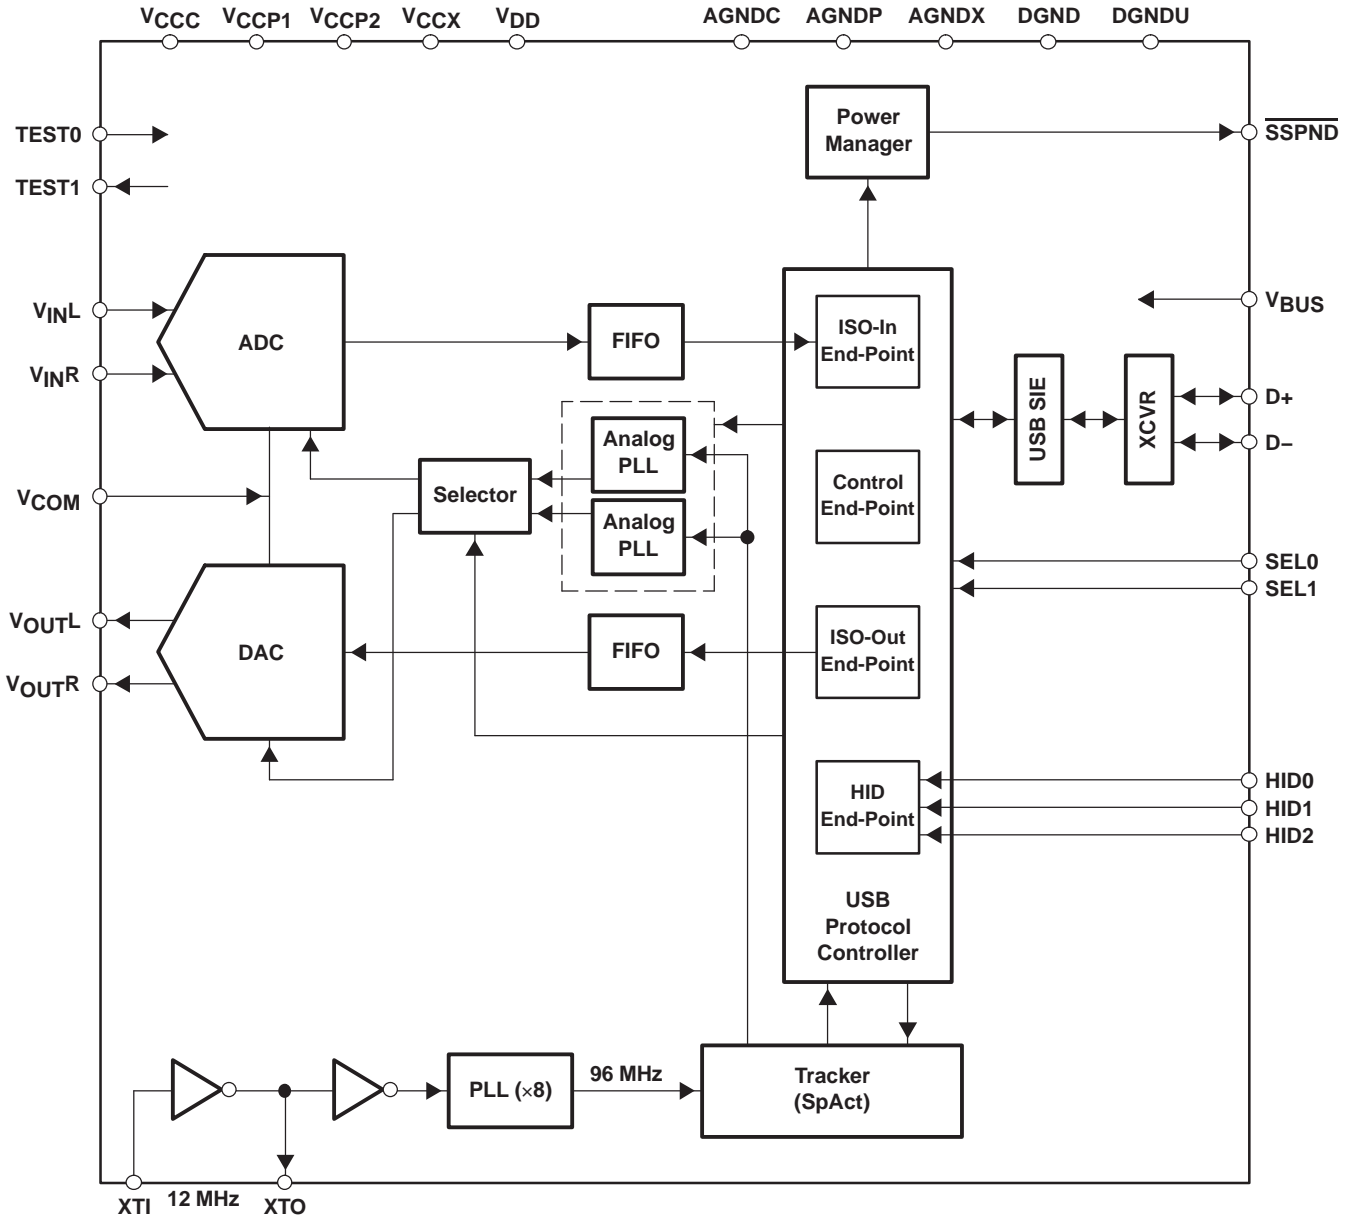 VCCC VCCP1 VCCP2 VCCX VDD AGNDC AGNDP AGNDX DGND DGNDU
TEST0
Power
Manager
SSPND
TEST1
VINL
ADC
FIFO
ISO-In
End-Point
VBUS
VINR
USB SIE
XCVR
D+
D–
Analog
PLL
Selector
Control
End-Point
VCOM
Analog
PLL
SEL0
SEL1
VOUTL
DAC
FIFO
ISO-Out
End-Point
VOUTR
HID
End-Point
HID0
HID1
HID2
USB
Protocol
Controller
PLL (×8)
96 MHz
Tracker
(SpAct)
XTI 12 MHz XTO